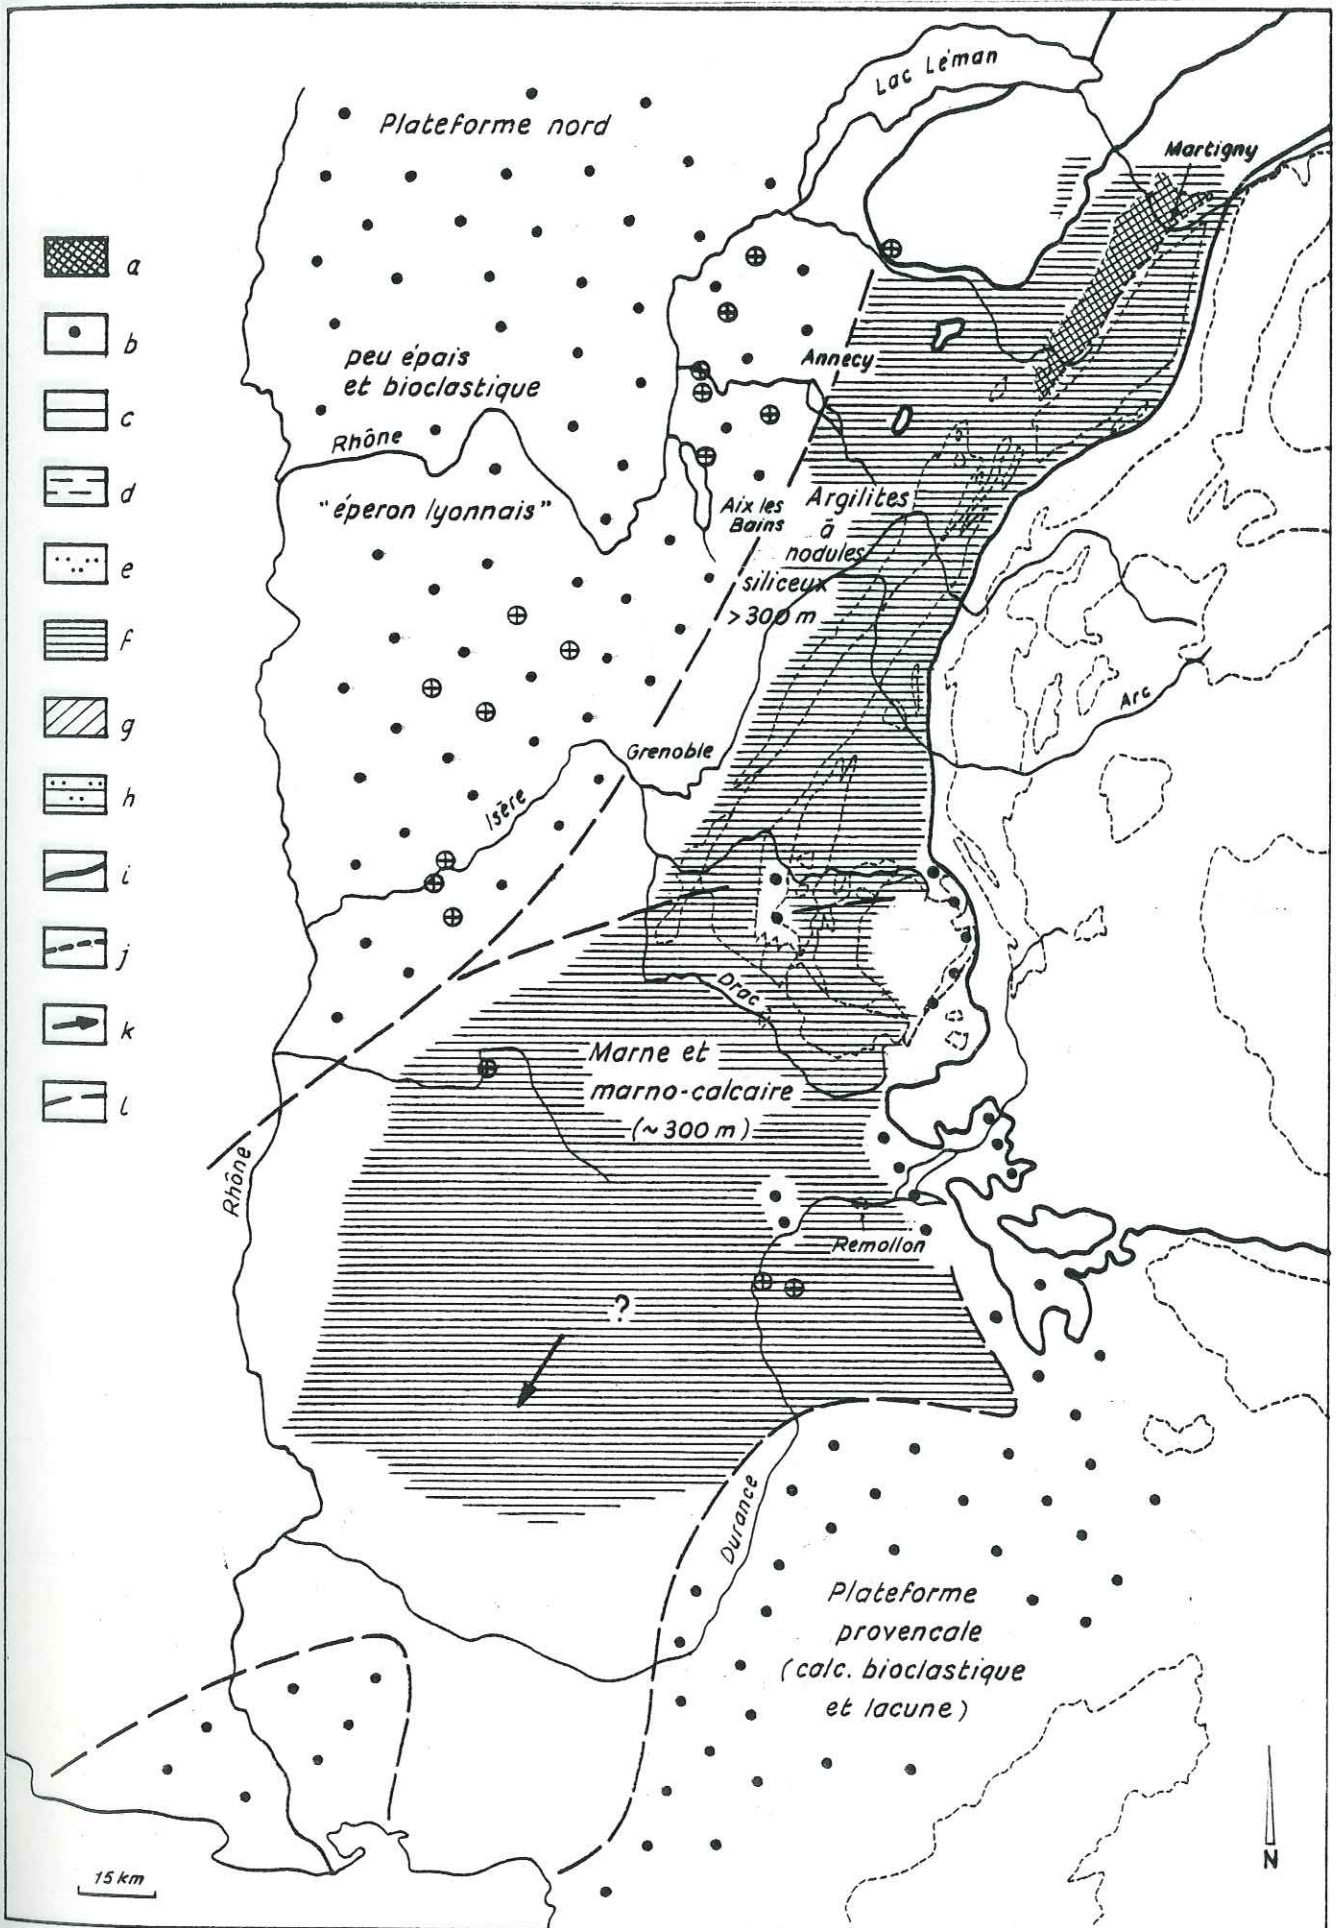 Lac Léman
Plateforme nord
Martigny
a
b
c
d
e
f
g
h
i
j
k
l
peu épais
et bioclastique
Annecy
Rhône
"éperon lyonnais"
Aix les
Bains
Argilites
à
nodules
siliceux
>300 m
Arc
Grenoble
Isère
Drac
Marne et
marno-calcaire
(~300 m)
Rhône
Remollon
?
Durance
Plateforme
provencale
(calc. bioclastique
et lacune)
15 km
N